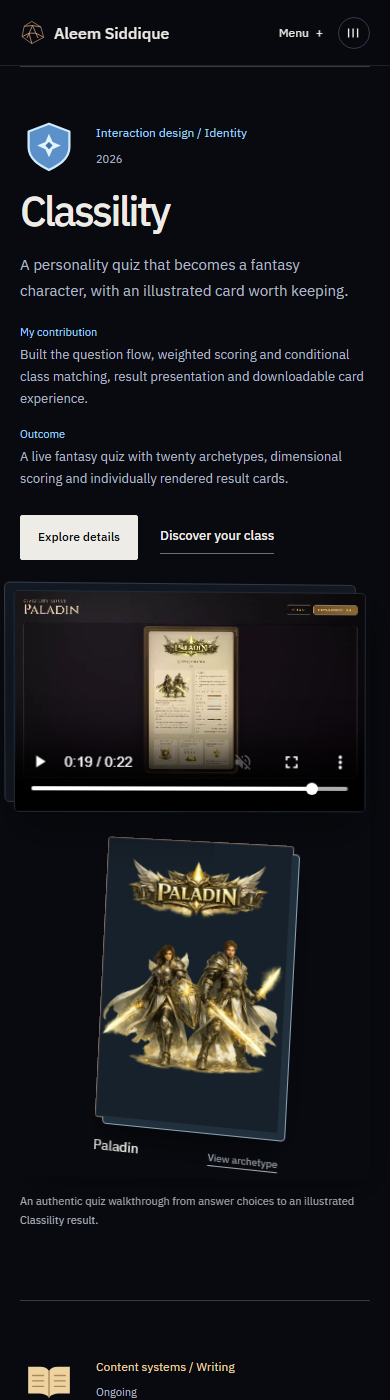 Aleem Siddique
Menu +
Interaction design / Identity
2026
Classility
A personality quiz that becomes a fantasy
character, with an illustrated card worth keeping.
My contribution
Built the question flow, weighted scoring and conditional
class matching, result presentation and downloadable card
experience.
Outcome
A live fantasy quiz with twenty archetypes, dimensional
scoring and individually rendered result cards.
Explore details
Discover your class
PALADIN
PALADIN
0:19 / 0:22
PALADIN
Paladin
View archetype
An authentic quiz walkthrough from answer choices to an illustrated
Classility result.
Content systems / Writing
Ongoing